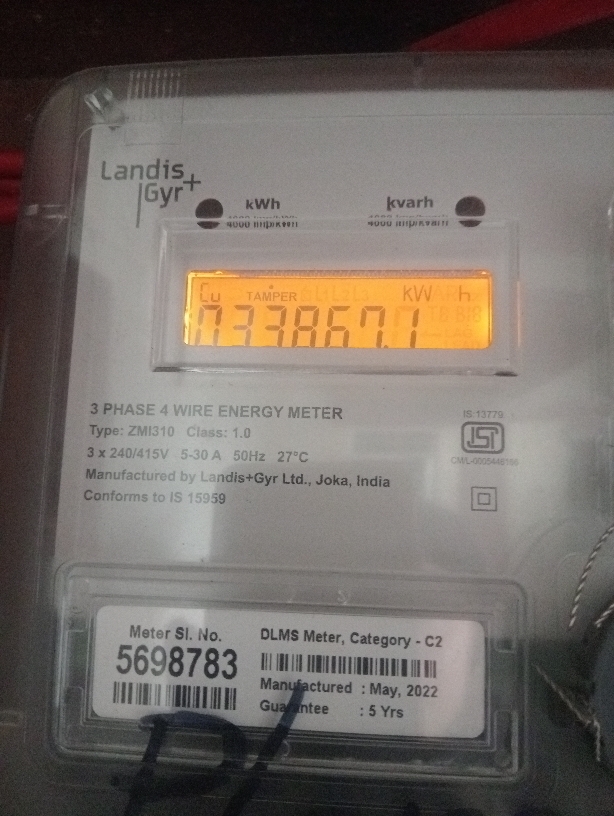 Landis
Gyr+
kWh kvarh
4000 imp/kWh 4000 imp/kvarh
Cu TAMPER kW h
033867.1
3 PHASE 4 WIRE ENERGY METER
Type: ZMI310 Class: 1.0
3 x 240/415V 5-30 A 50Hz 27°C
Manufactured by Landis+Gyr Ltd., Joka, India
Conforms to IS 15959
IS:13779
Meter Sl. No.
5698783
DLMS Meter, Category - C2
Manufactured : May, 2022
Guarantee : 5 Yrs